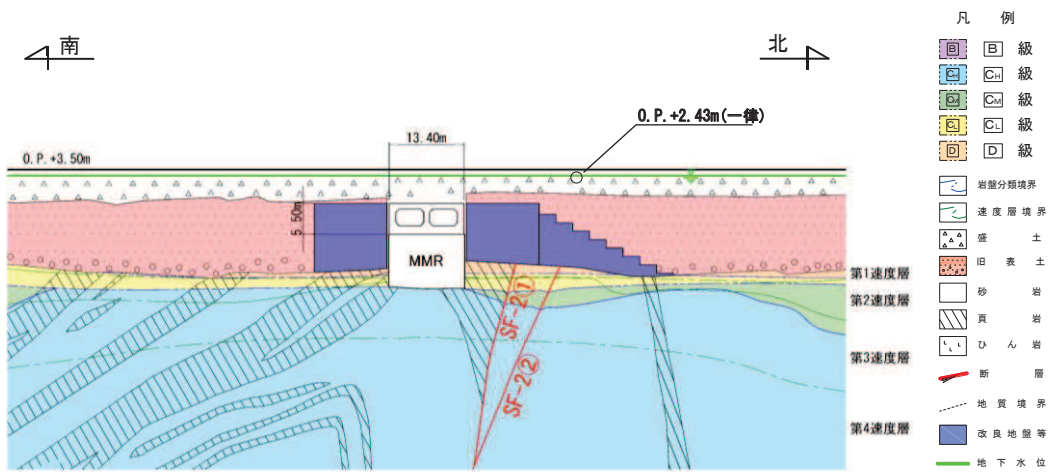 南
北
O.P.+2.43m(一律)
13.40m
O.P.+3.50m
5.50m
MMR
SF-2①
SF-2②
第1速度層
第2速度層
第3速度層
第4速度層
凡 例
B B 級
CH CH 級
CM CM 級
CL CL 級
D D 級
岩盤分類境界
速度層境界
盛 土
旧 表 土
砂 岩
頁 岩
ひ ん 岩
断 層
地 質 境 界
改 良 地 盤 等
地 下 水 位